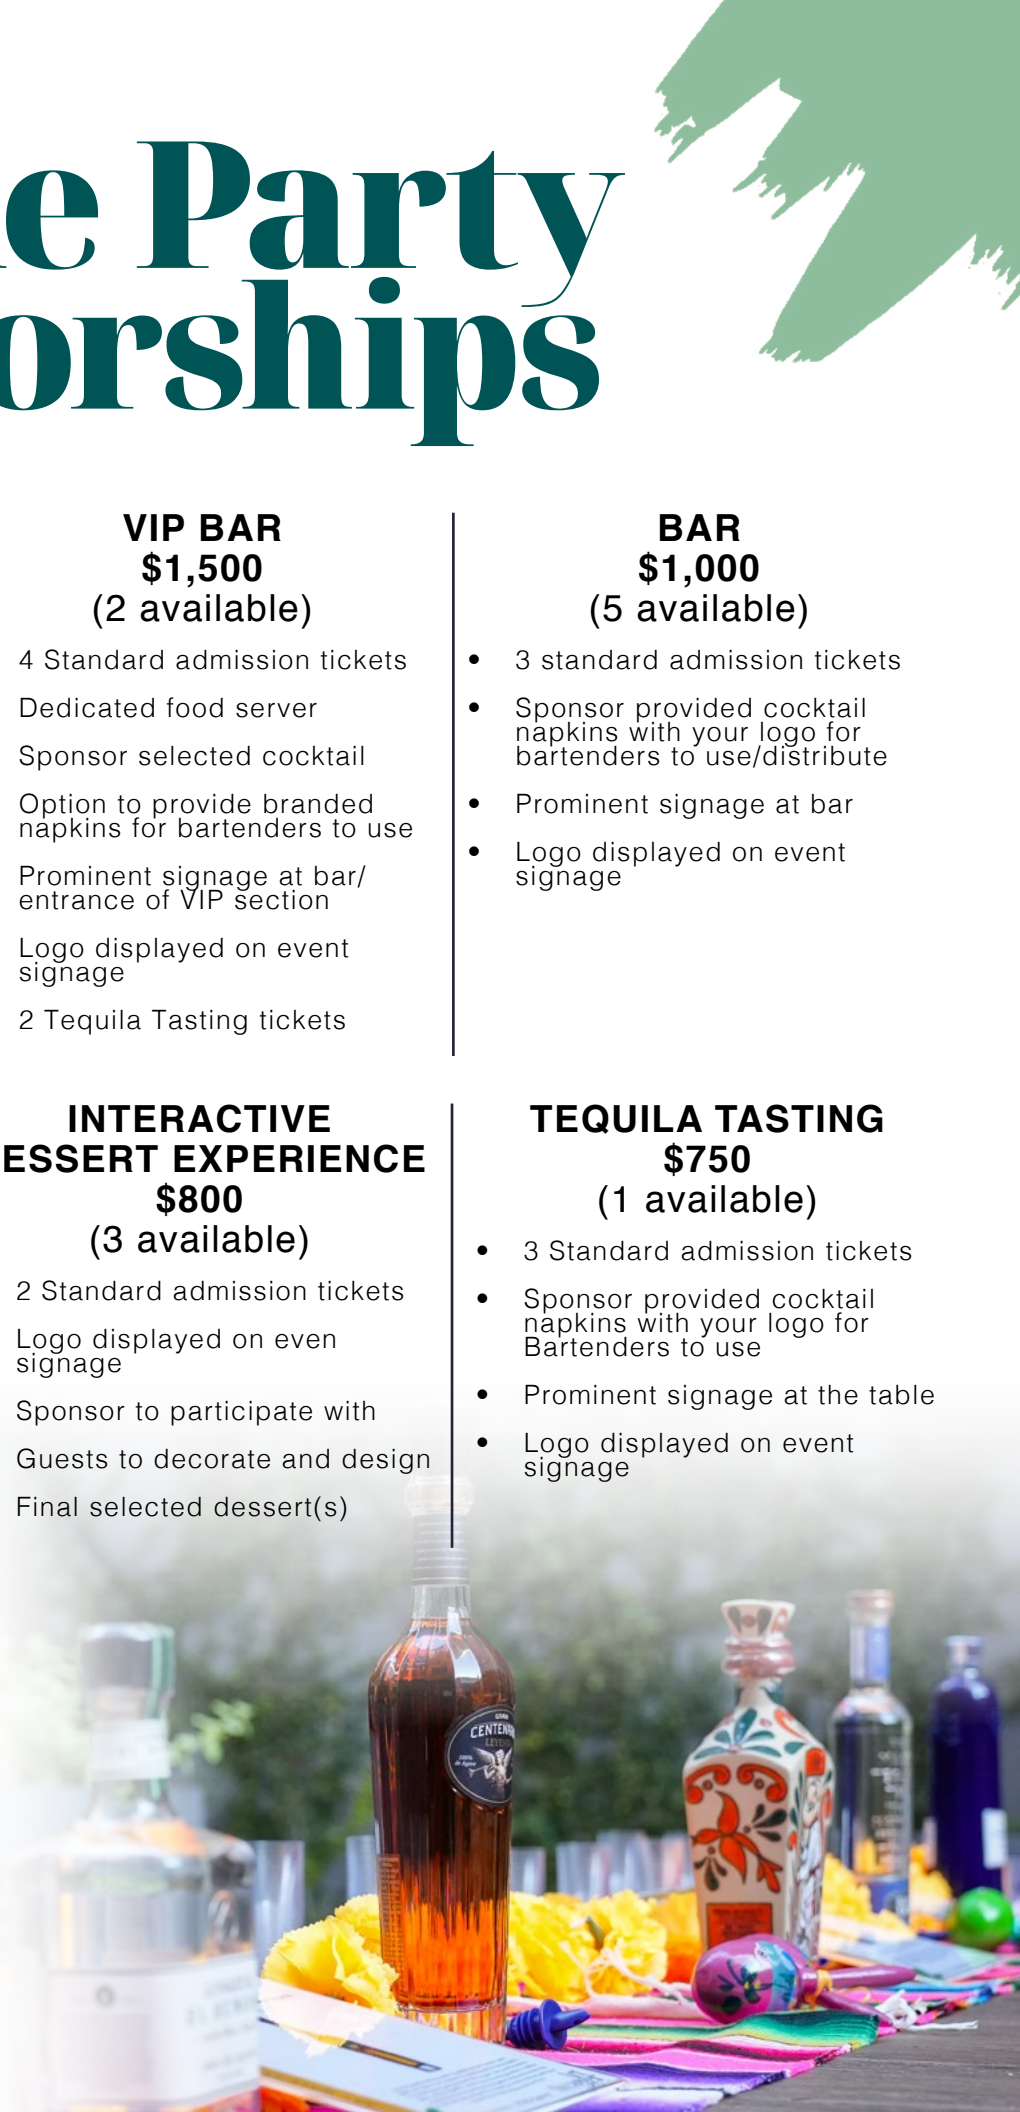 e Party
orships
VIP BAR
$1,500
(2 available)
4 Standard admission tickets
Dedicated food server
Sponsor selected cocktail
Option to provide branded
napkins for bartenders to use
Prominent signage at bar/
entrance of VIP section
Logo displayed on event
signage
2 Tequila Tasting tickets
BAR
$1,000
(5 available)
• 3 standard admission tickets
• Sponsor provided cocktail
napkins with your logo for
bartenders to use/distribute
• Prominent signage at bar
• Logo displayed on event
signage
INTERACTIVE
ESSERT EXPERIENCE
$800
(3 available)
2 Standard admission tickets
Logo displayed on even
signage
Sponsor to participate with
Guests to decorate and design
Final selected dessert(s)
TEQUILA TASTING
$750
(1 available)
• 3 Standard admission tickets
• Sponsor provided cocktail
napkins with your logo for
Bartenders to use
• Prominent signage at the table
• Logo displayed on event
signage
GRAN
CENTENAR
LEYEND
100%